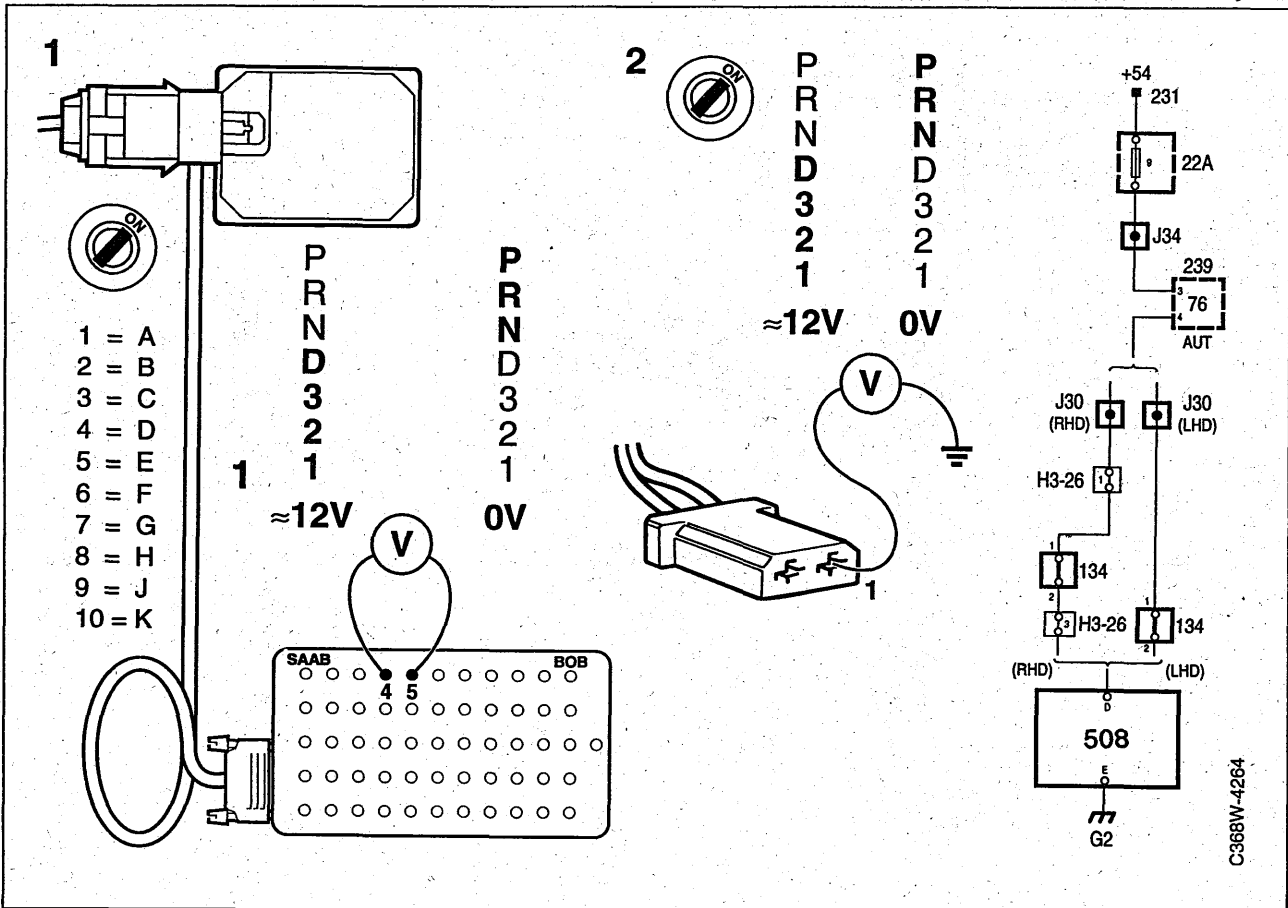 1
ON
1 = A
2 = B
3 = C
4 = D
5 = E
6 = F
7 = G
8 = H
9 = J
10 = K
P P
R R
N N
D D
3 3
2 2
1 1 1
≈12V 0V
V
SAAB BOB
4 5
2
ON
P P
R R
N N
D D
3 3
2 2
1 1
≈12V 0V
V
1
+54
231
9 22A
J34
239
3
76
4
AUT
J30 J30
(RHD) (LHD)
H3-26 1
1
134
2
3 H3-26
1
134
2
(RHD) (LHD)
D
508
E
G2
C368W-4264